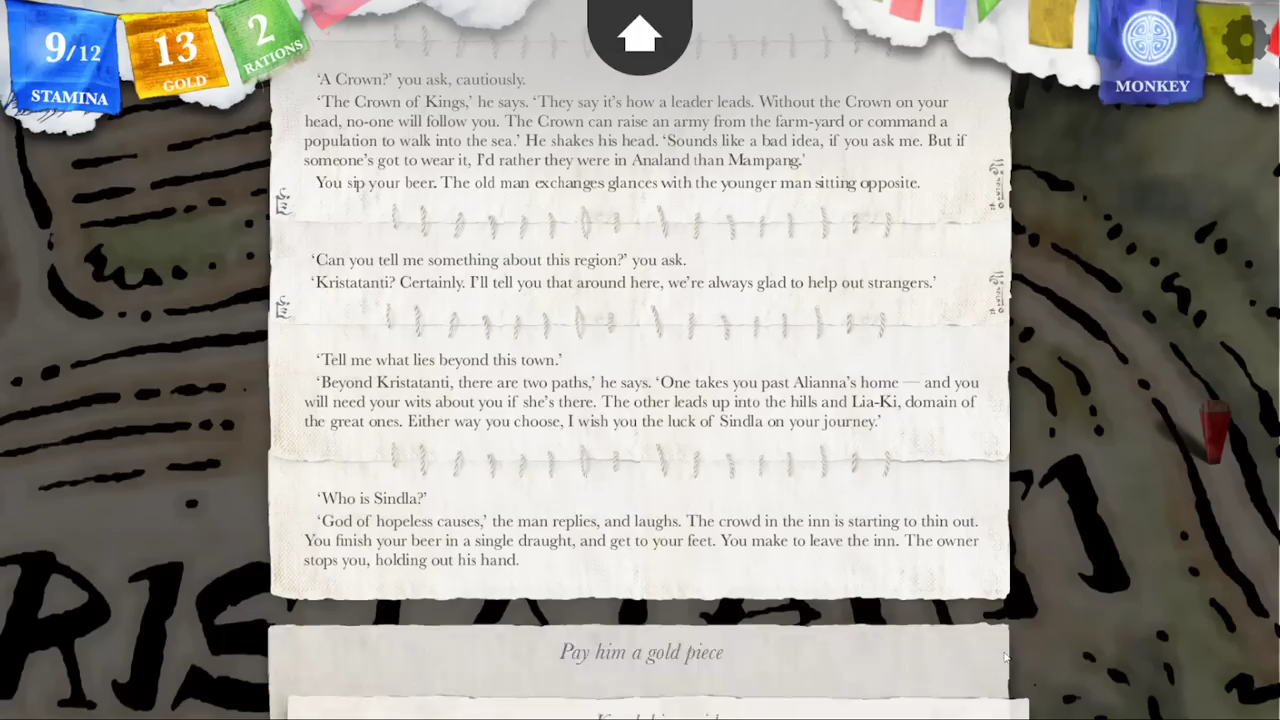 9/12
STAMINA
13
GOLD
2
RATIONS
MONKEY
‘A Crown?’ you ask, cautiously.
‘The Crown of Kings,’ he says. ‘They say it’s how a leader leads. Without the Crown on your
head, no-one will follow you. The Crown can raise an army from the farm-yard or command a
population to walk into the sea.’ He shakes his head. ‘Sounds like a bad idea, if you ask me. But if
someone’s got to wear it, I’d rather they were in Analand than Mampang.’
You sip your beer. The old man exchanges glances with the younger man sitting opposite.
‘Can you tell me something about this region?’ you ask.
‘Kristatanti? Certainly. I’ll tell you that around here, we’re always glad to help out strangers.’
‘Tell me what lies beyond this town.’
‘Beyond Kristatanti, there are two paths,’ he says. ‘One takes you past Alianna’s home — and you
will need your wits about you if she’s there. The other leads up into the hills and Lia-Ki, domain of
the great ones. Either way you choose, I wish you the luck of Sindla on your journey.’
‘Who is Sindla?’
‘God of hopeless causes,’ the man replies, and laughs. The crowd in the inn is starting to thin out.
You finish your beer in a single draught, and get to your feet. You make to leave the inn. The owner
stops you, holding out his hand.
Pay him a gold piece